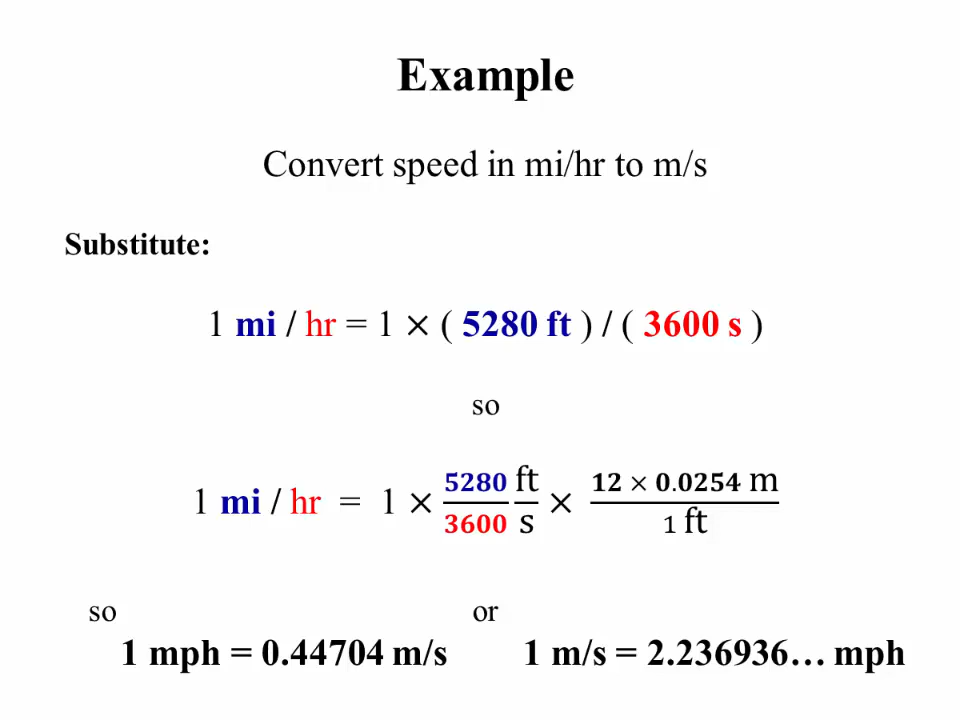 Example
Convert speed in mi/hr to m/s
Substitute:
1 mi / hr = 1 × ( 5280 ft ) / ( 3600 s )
so
1 mi / hr = 1 × 5280/3600 ft/s × 12 × 0.0254 m/1 ft
so or
1 mph = 0.44704 m/s 1 m/s = 2.236936… mph